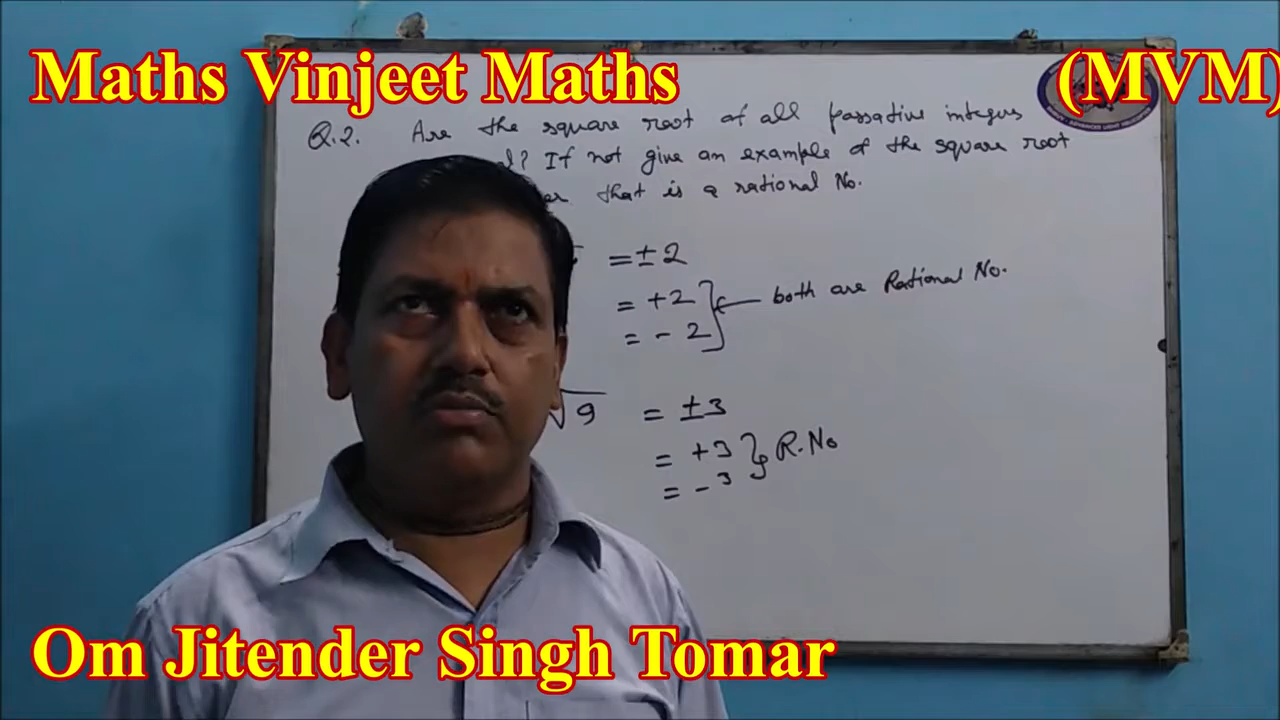 Maths Vinjeet Maths (MVM)
Q.2. Are the square root of all passative integers
? If not give an example of the square root
that is a rational No.
= ±2
= +2
= - 2
both are Rational No.
√9 = ±3
= +3 } R.No
= -3
Om Jitender Singh Tomar